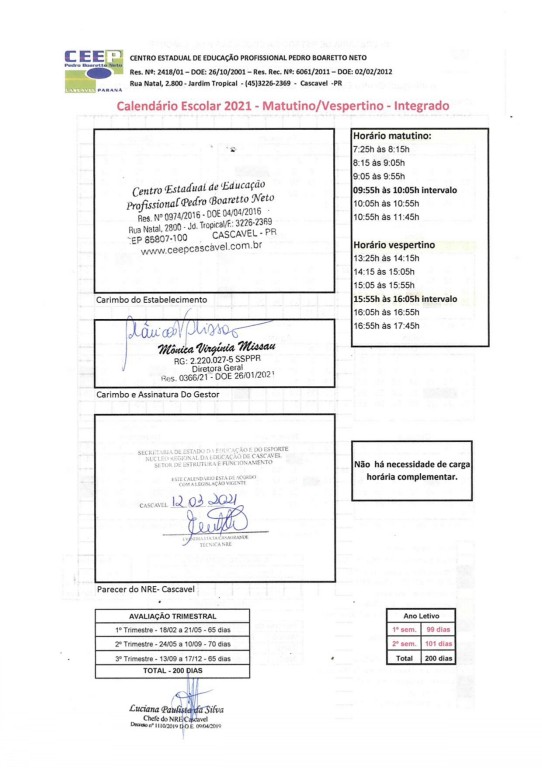 CEEP
Pedro Boaretto Neto
CASCAVEL PARANÁ
CENTRO ESTADUAL DE EDUCAÇÃO PROFISSIONAL PEDRO BOARETTO NETO
Res. Nº: 2418/01 – DOE: 26/10/2001 – Res. Rec. Nº: 6061/2011 – DOE: 02/02/2012
Rua Natal, 2.800 - Jardim Tropical - (45)3226-2369 - Cascavel -PR
Calendário Escolar 2021 - Matutino/Vespertino - Integrado
Centro Estadual de Educação
Profissional Pedro Boaretto Neto
Res. Nº 0974/2016 - DOE 04/04/2016
Rua Natal, 2800 - Jd. Tropical/F.: 3226-2369
CEP 85807-100 CASCAVEL - PR
www.ceepcascavel.com.br
Carimbo do Estabelecimento
Mônica Virgínia Missau
RG: 2.220.027-5 SSPPR
Diretora Geral
Res. 0366/21 - DOE 26/01/2021
Carimbo e Assinatura Do Gestor
SECRETARIA DE ESTADO DA EDUCAÇÃO E DO ESPORTE
NÚCLEO REGIONAL DA EDUCAÇÃO DE CASCAVEL
SETOR DE ESTRUTURA E FUNCIONAMENTO
ESTE CALENDÁRIO ESTÁ DE ACORDO
COM A LEGISLAÇÃO VIGENTE
CASCAVEL 12 03 2021
TÉCNICA NRE
Parecer do NRE- Cascavel
Horário matutino:
7:25h às 8:15h
8:15 às 9:05h
9:05 às 9:55h
09:55h às 10:05h intervalo
10:05h às 10:55h
10:55h às 11:45h
Horário vespertino
13:25h às 14:15h
14:15 às 15:05h
15:05 às 15:55h
15:55h às 16:05h intervalo
16:05h às 16:55h
16:55h às 17:45h
Não há necessidade de carga
horária complementar.
AVALIAÇÃO TRIMESTRAL
1º Trimestre - 18/02 a 21/05 - 65 dias
2º Trimestre - 24/05 a 10/09 - 70 dias
3º Trimestre - 13/09 a 17/12 - 65 dias
TOTAL - 200 DIAS
Ano Letivo
1º sem. 99 dias
2º sem. 101 dias
Total 200 dias
Luciana Paulista da Silva
Chefe do NRE/Cascavel
Decreto nº 1110/2019 D.O.E. 09/04/2019